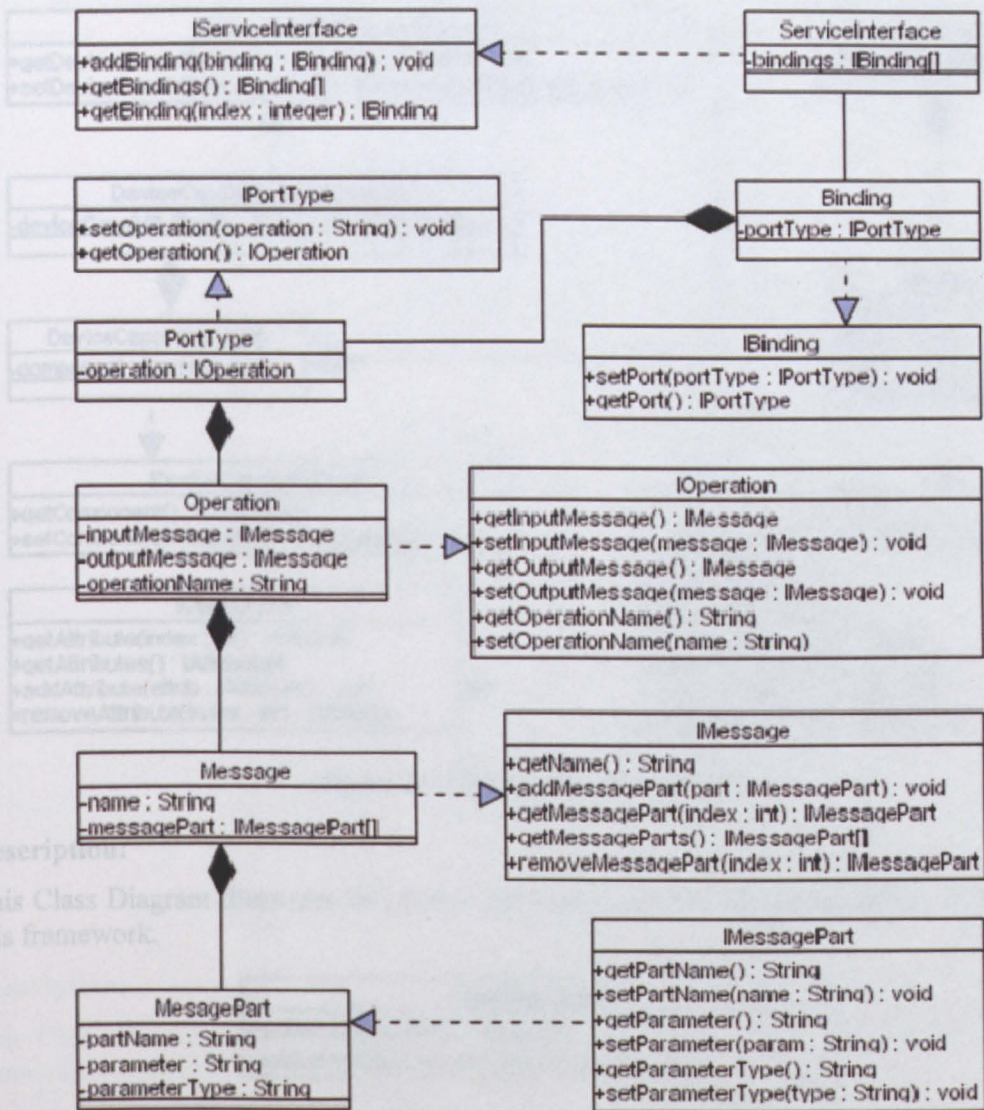 IServiceInterface
+addBinding(binding : IBinding) : void
+getBindings() : IBinding[]
+getBinding(index : integer) : IBinding
ServiceInterface
-bindings : IBinding[]
IPortType
+setOperation(operation : String) : void
+getOperation() : IOperation
Binding
-portType : IPortType
PortType
-operation : IOperation
IBinding
+setPort(portType : IPortType) : void
+getPort() : IPortType
Operation
-inputMessage : IMessage
-outputMessage : IMessage
-operationName : String
IOperation
+getInputMessage() : IMessage
+setInputMessage(message : IMessage) : void
+getOutputMessage() : IMessage
+setOutputMessage(message : IMessage) : void
+getOperationName() : String
+setOperationName(name : String)
Message
-name : String
-messagePart : IMessagePart[]
IMessage
+getName() : String
+addMessagePart(part : IMessagePart) : void
+getMessagePart(index : int) : IMessagePart
+getMessageParts() : IMessagePart[]
+removeMessagePart(index : int) : IMessagePart
MesagePart
-partName : String
-parameter : String
-parameterType : String
IMessagePart
+getPartName() : String
+setPartName(name : String) : void
+getParameter() : String
+setParameter(param : String) : void
+getParameterType() : String
+setParameterType(type : String) : void
+getAttributes()
Class Diagram
framework.